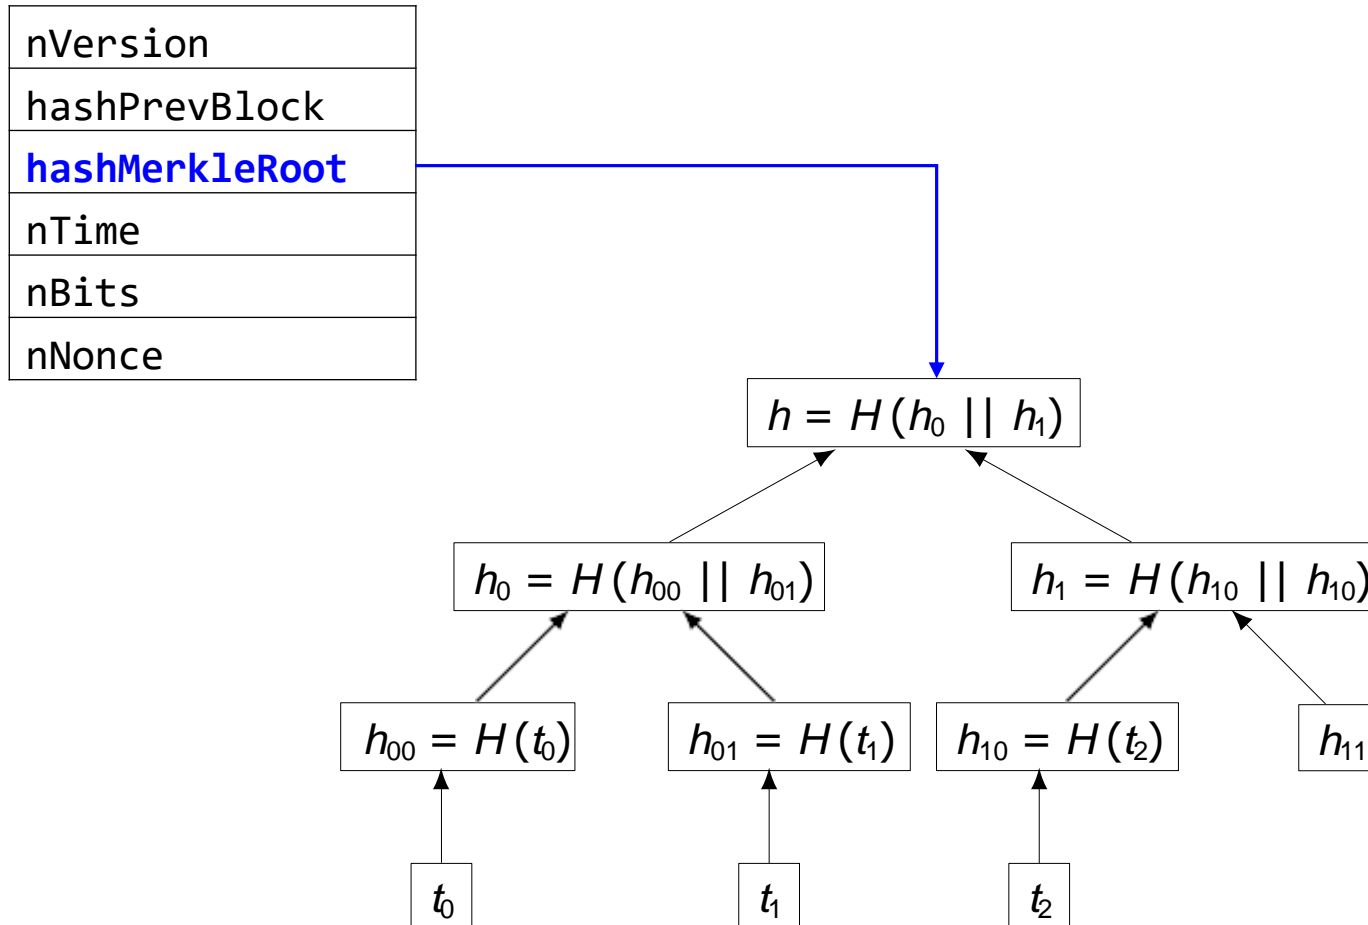 nVersion
hashPrevBlock
hashMerkleRoot
nTime
nBits
nNonce
h = H(h₀ || h₁)
h₀ = H(h₀₀ || h₀₁)
h₁ = H(h₁₀ || h₁₀)
h₀₀ = H(t₀)
h₀₁ = H(t₁)
h₁₀ = H(t₂)
h₁₁
t₀
t₁
t₂